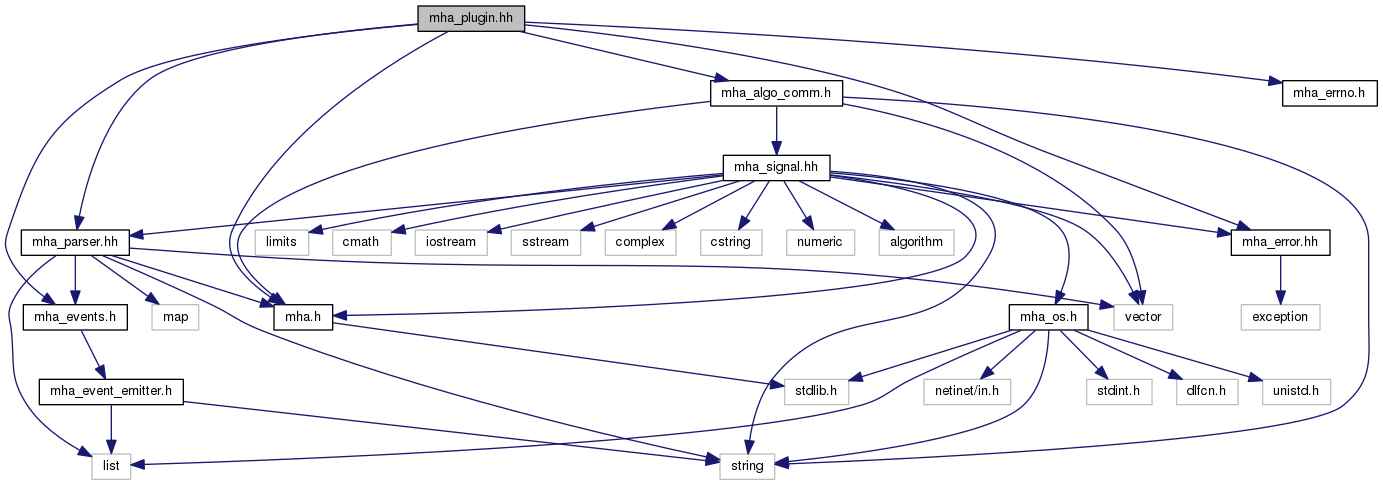 mha_plugin.hh
mha_algo_comm.h
mha_errno.h
mha_signal.hh
mha_parser.hh
limits
cmath
iostream
sstream
complex
cstring
numeric
algorithm
mha_error.hh
mha_events.h
map
mha.h
mha_os.h
vector
exception
mha_event_emitter.h
stdlib.h
netinet/in.h
stdint.h
dlfcn.h
unistd.h
list
string